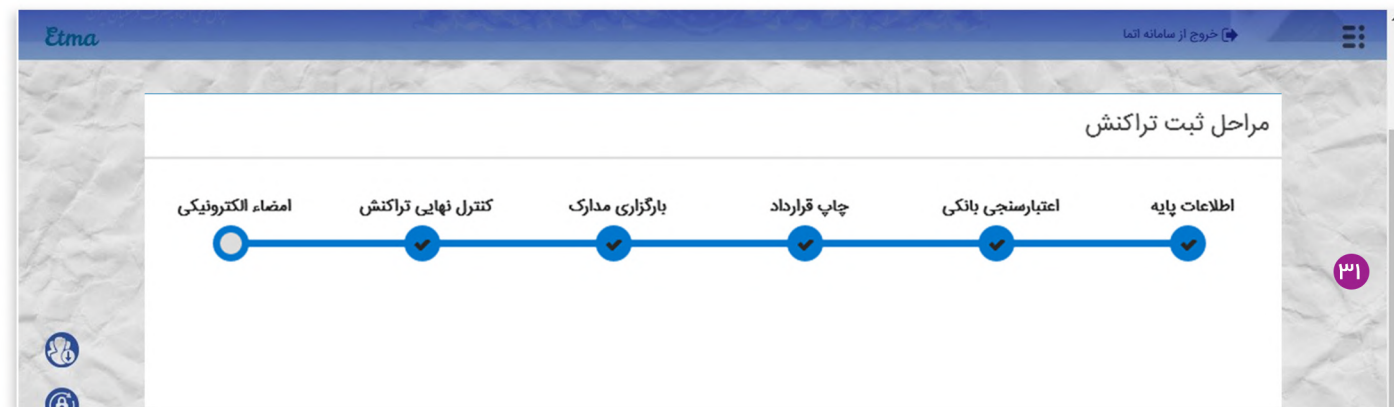 Etma
خروج از سامانه اتما
مراحل ثبت تراکنش
اطلاعات پایه
اعتبارسنجی بانکی
چاپ قرارداد
بارگزاری مدارک
کنترل نهایی تراکنش
امضاء الکترونیکی
۳۱